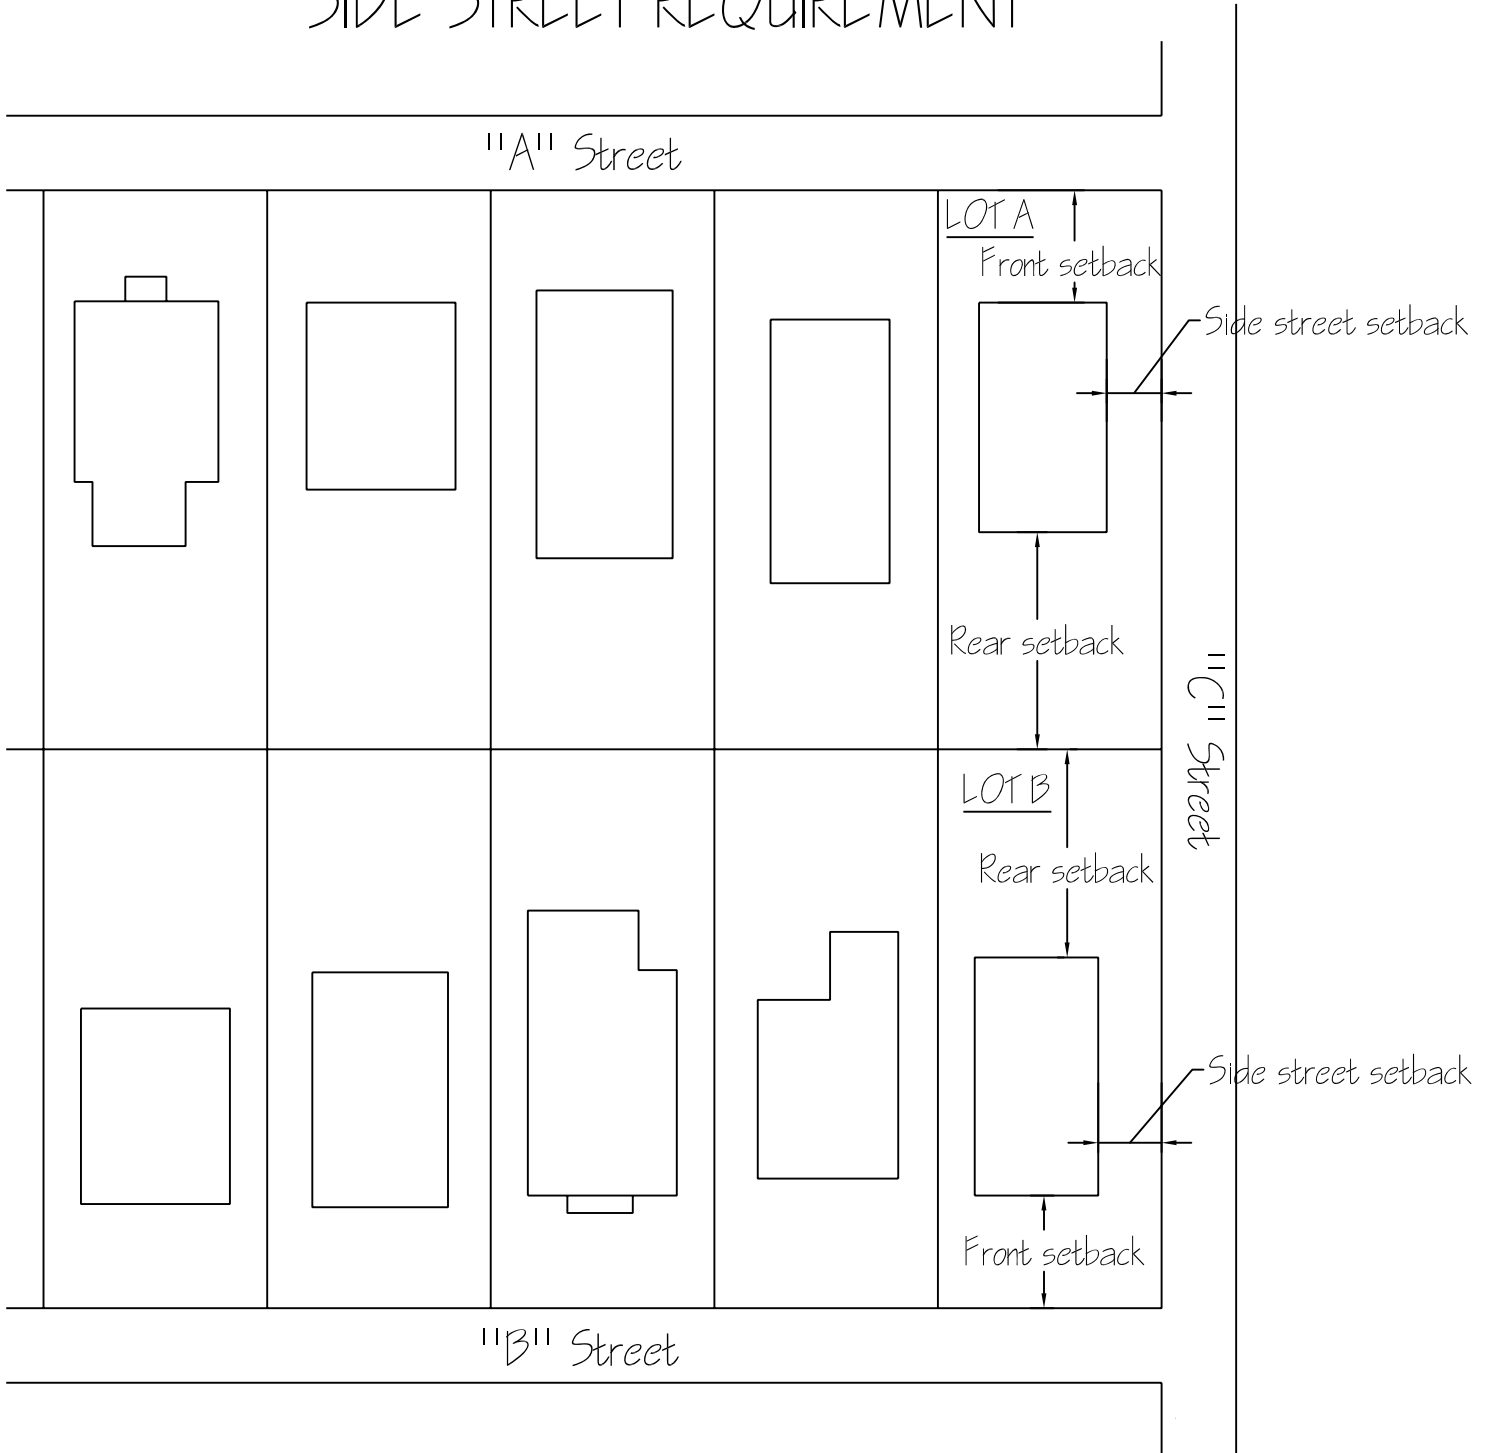 SIDE STREET REQUIREMENT
"A" Street
LOT A
Front setback
Side street setback
Rear setback
"C" Street
LOT B
Rear setback
Side street setback
Front setback
"B" Street